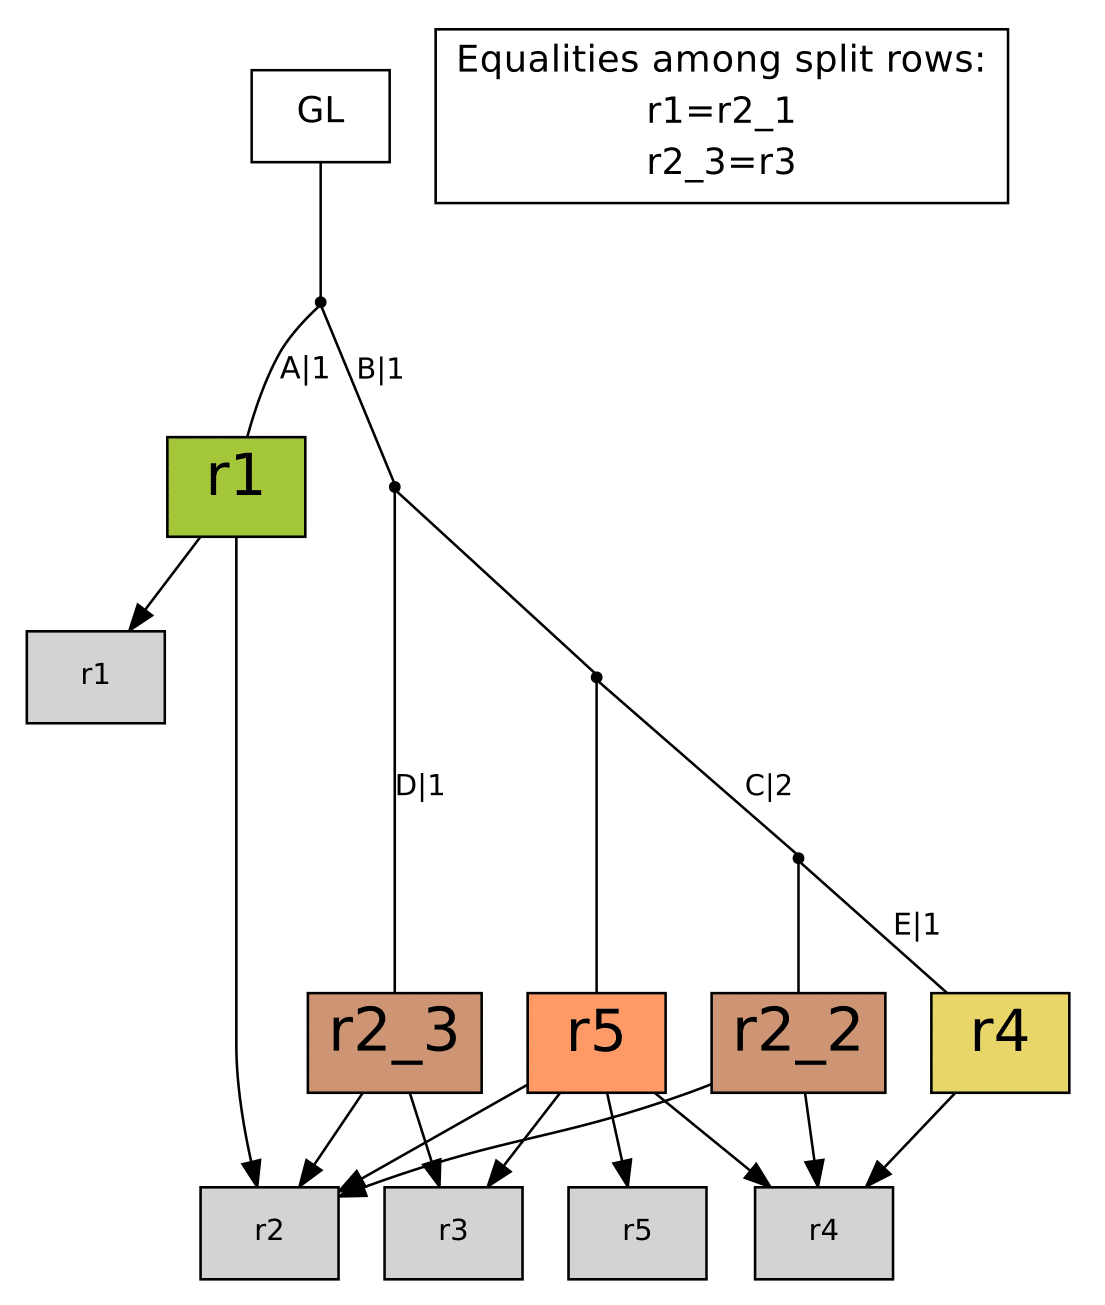 GL
Equalities among split rows:
r1=r2_1
r2_3=r3
A|1
B|1
r1
r1
D|1
C|2
E|1
r2_3
r5
r2_2
r4
r2
r3
r5
r4